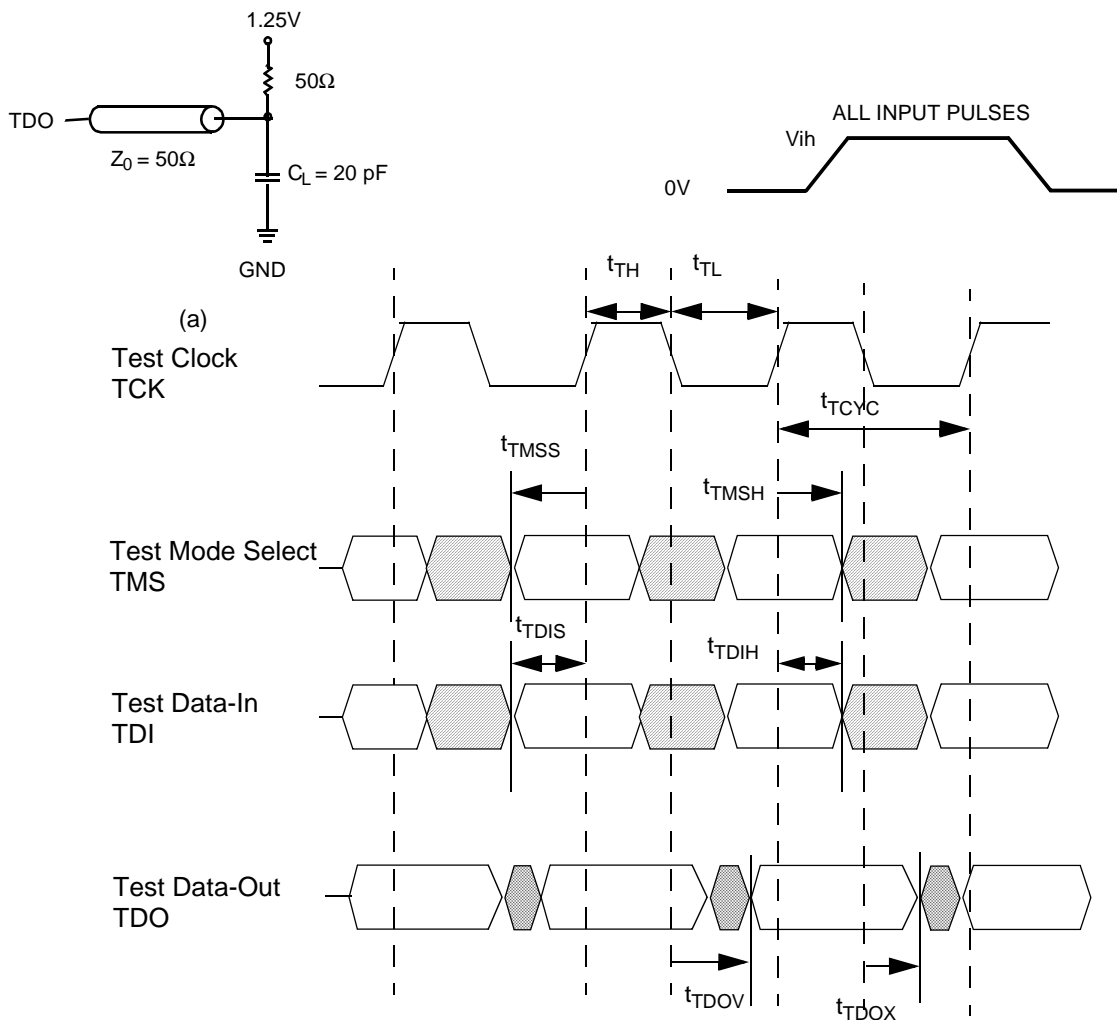 1.25V
50Ω
TDO
Z0 = 50Ω
CL = 20 pF
GND
ALL INPUT PULSES
Vih
0V
(a)
tTH
tTL
Test Clock
TCK
tTCYC
tTMSS
tTMSH
Test Mode Select
TMS
tTDIS
tTDIH
Test Data-In
TDI
Test Data-Out
TDO
tTDOV
tTDOX